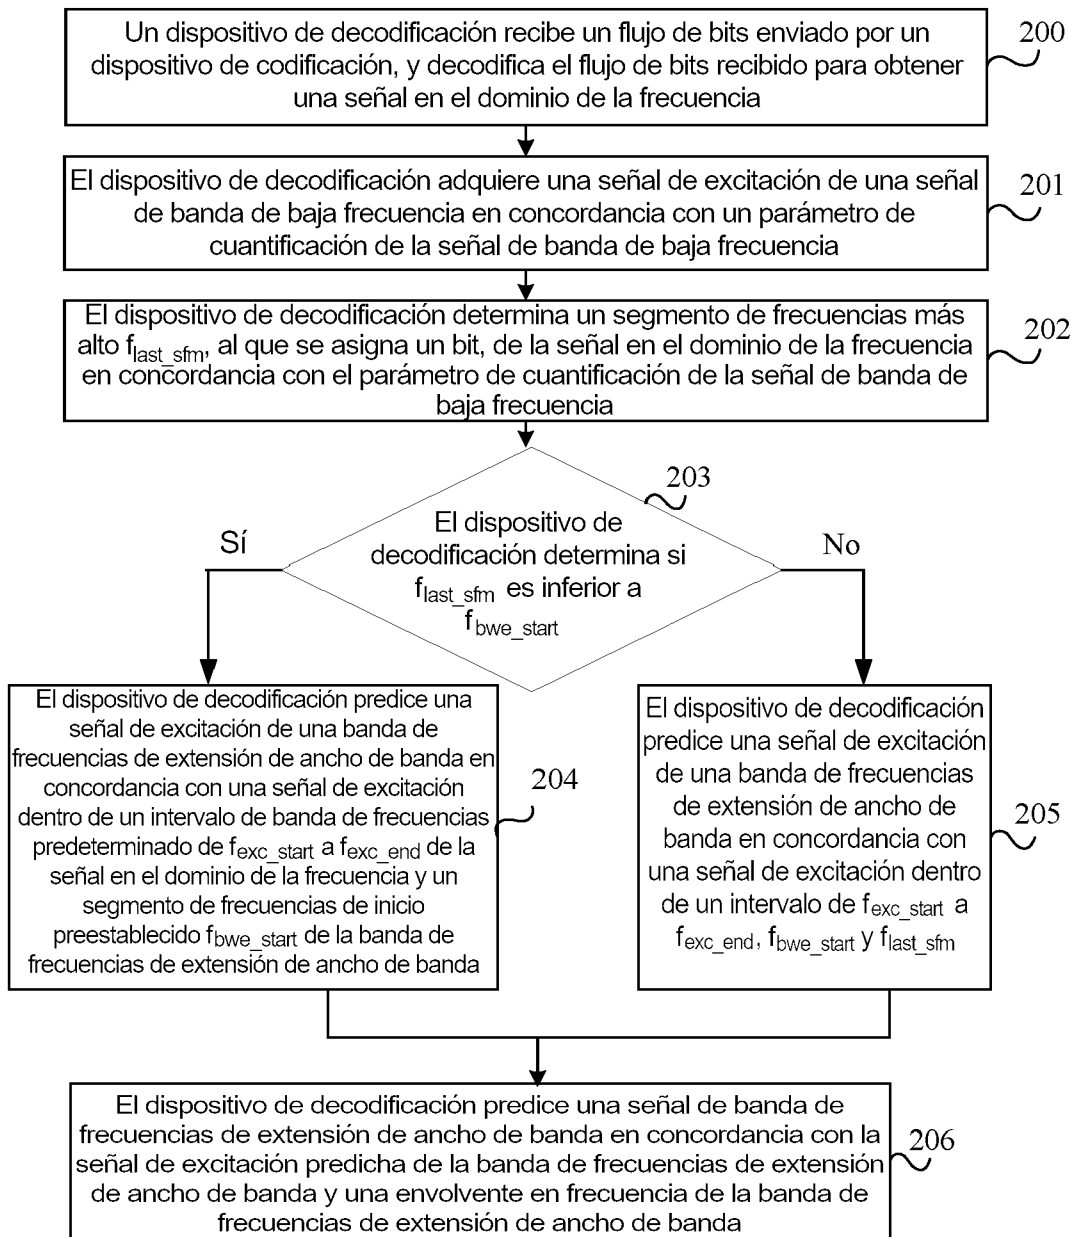 Un dispositivo de decodificación recibe un flujo de bits enviado por un
dispositivo de codificación, y decodifica el flujo de bits recibido para obtener
una señal en el dominio de la frecuencia
200
El dispositivo de decodificación adquiere una señal de excitación de una señal
de banda de baja frecuencia en concordancia con un parámetro de
cuantificación de la señal de banda de baja frecuencia
201
El dispositivo de decodificación determina un segmento de frecuencias más
alto f_last_sfm, al que se asigna un bit, de la señal en el dominio de la frecuencia
en concordancia con el parámetro de cuantificación de la señal de banda de
baja frecuencia
202
203
El dispositivo de
decodificación determina si
f_last_sfm es inferior a
f_bwe_start
Sí
No
El dispositivo de decodificación predice una
señal de excitación de una banda de
frecuencias de extensión de ancho de banda en
concordancia con una señal de excitación
dentro de un intervalo de banda de frecuencias
predeterminado de f_exc_start a f_exc_end de la
señal en el dominio de la frecuencia y un
segmento de frecuencias de inicio
preestablecido f_bwe_start de la banda de
frecuencias de extensión de ancho de banda
204
El dispositivo de decodificación
predice una señal de excitación
de una banda de frecuencias
de extensión de ancho de
banda en concordancia con
una señal de excitación dentro
de un intervalo de f_exc_start a
f_exc_end, f_bwe_start y f_last_sfm
205
El dispositivo de decodificación predice una señal de banda de
frecuencias de extensión de ancho de banda en concordancia con la
señal de excitación predicha de la banda de frecuencias de extensión
de ancho de banda y una envolvente en frecuencia de la banda de
frecuencias de extensión de ancho de banda
206